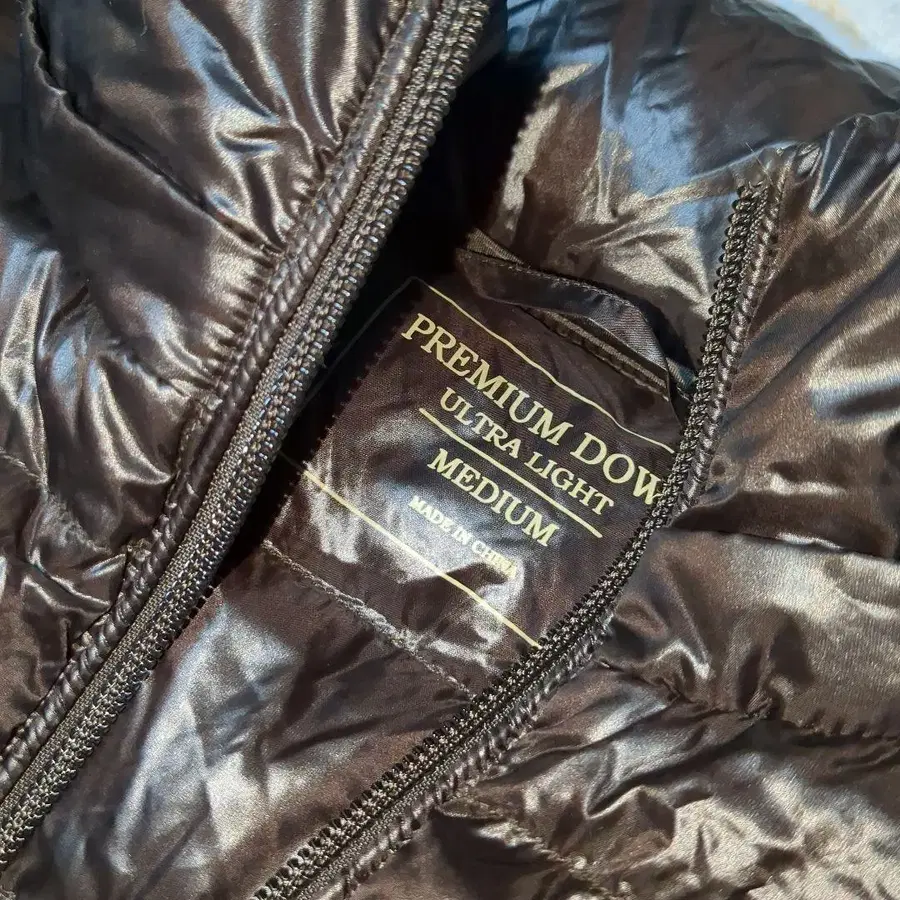 PREMIUM DOW
ULTRA LIGHT
MEDIUM
MADE IN CHINA